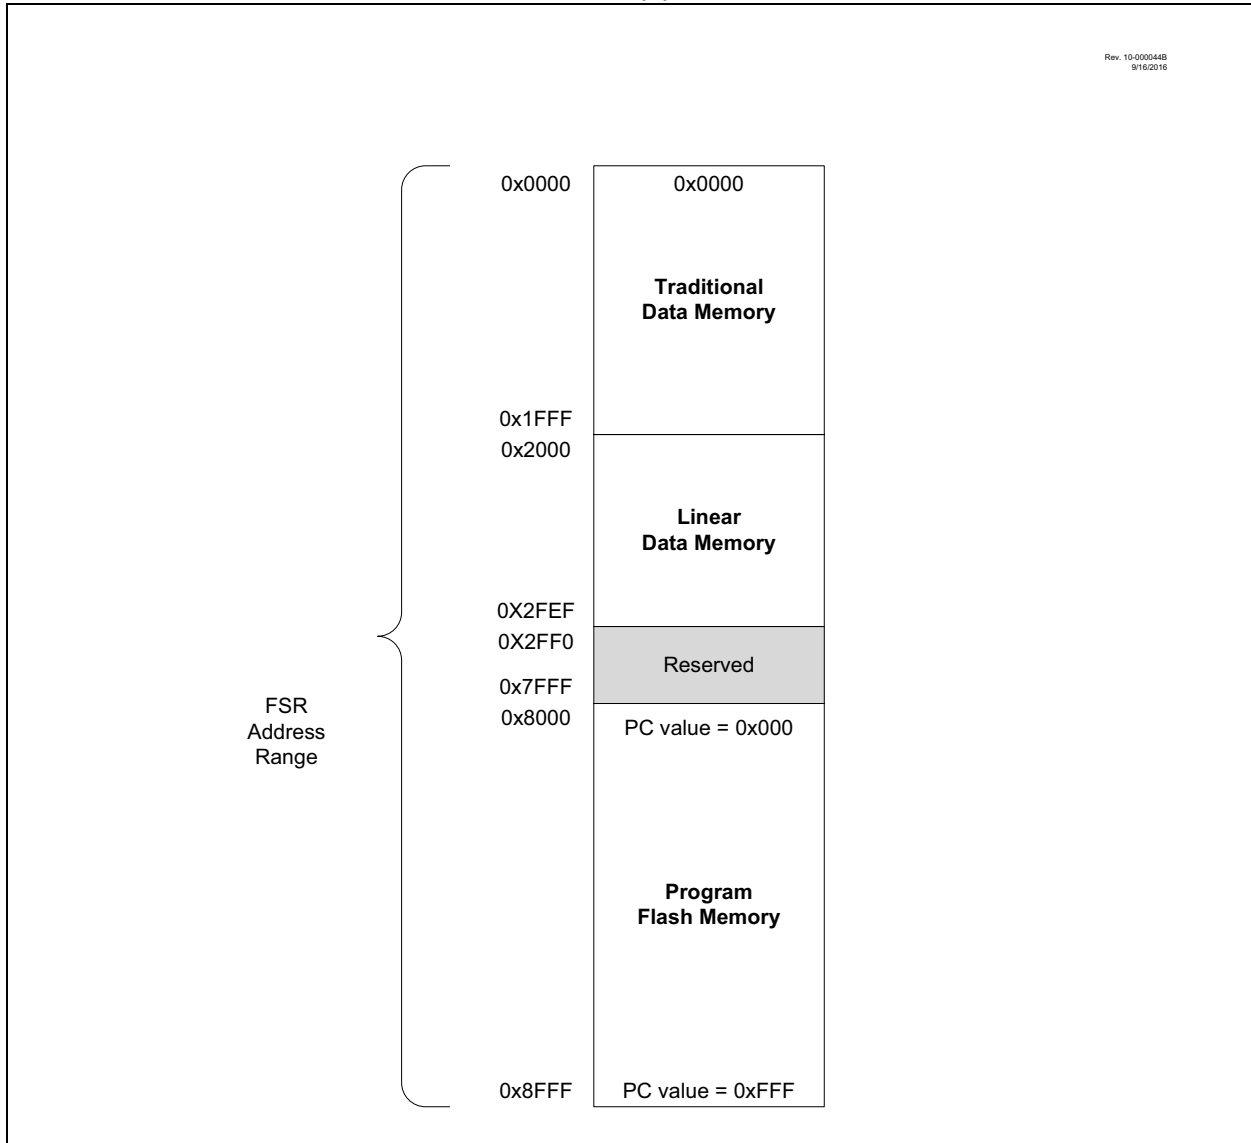 Rev. 10-000044B
9/16/2016
0x0000
0x0000
Traditional
Data Memory
0x1FFF
0x2000
Linear
Data Memory
0X2FEF
0X2FF0
Reserved
0x7FFF
0x8000
PC value = 0x000
FSR
Address
Range
Program
Flash Memory
0x8FFF
PC value = 0xFFF